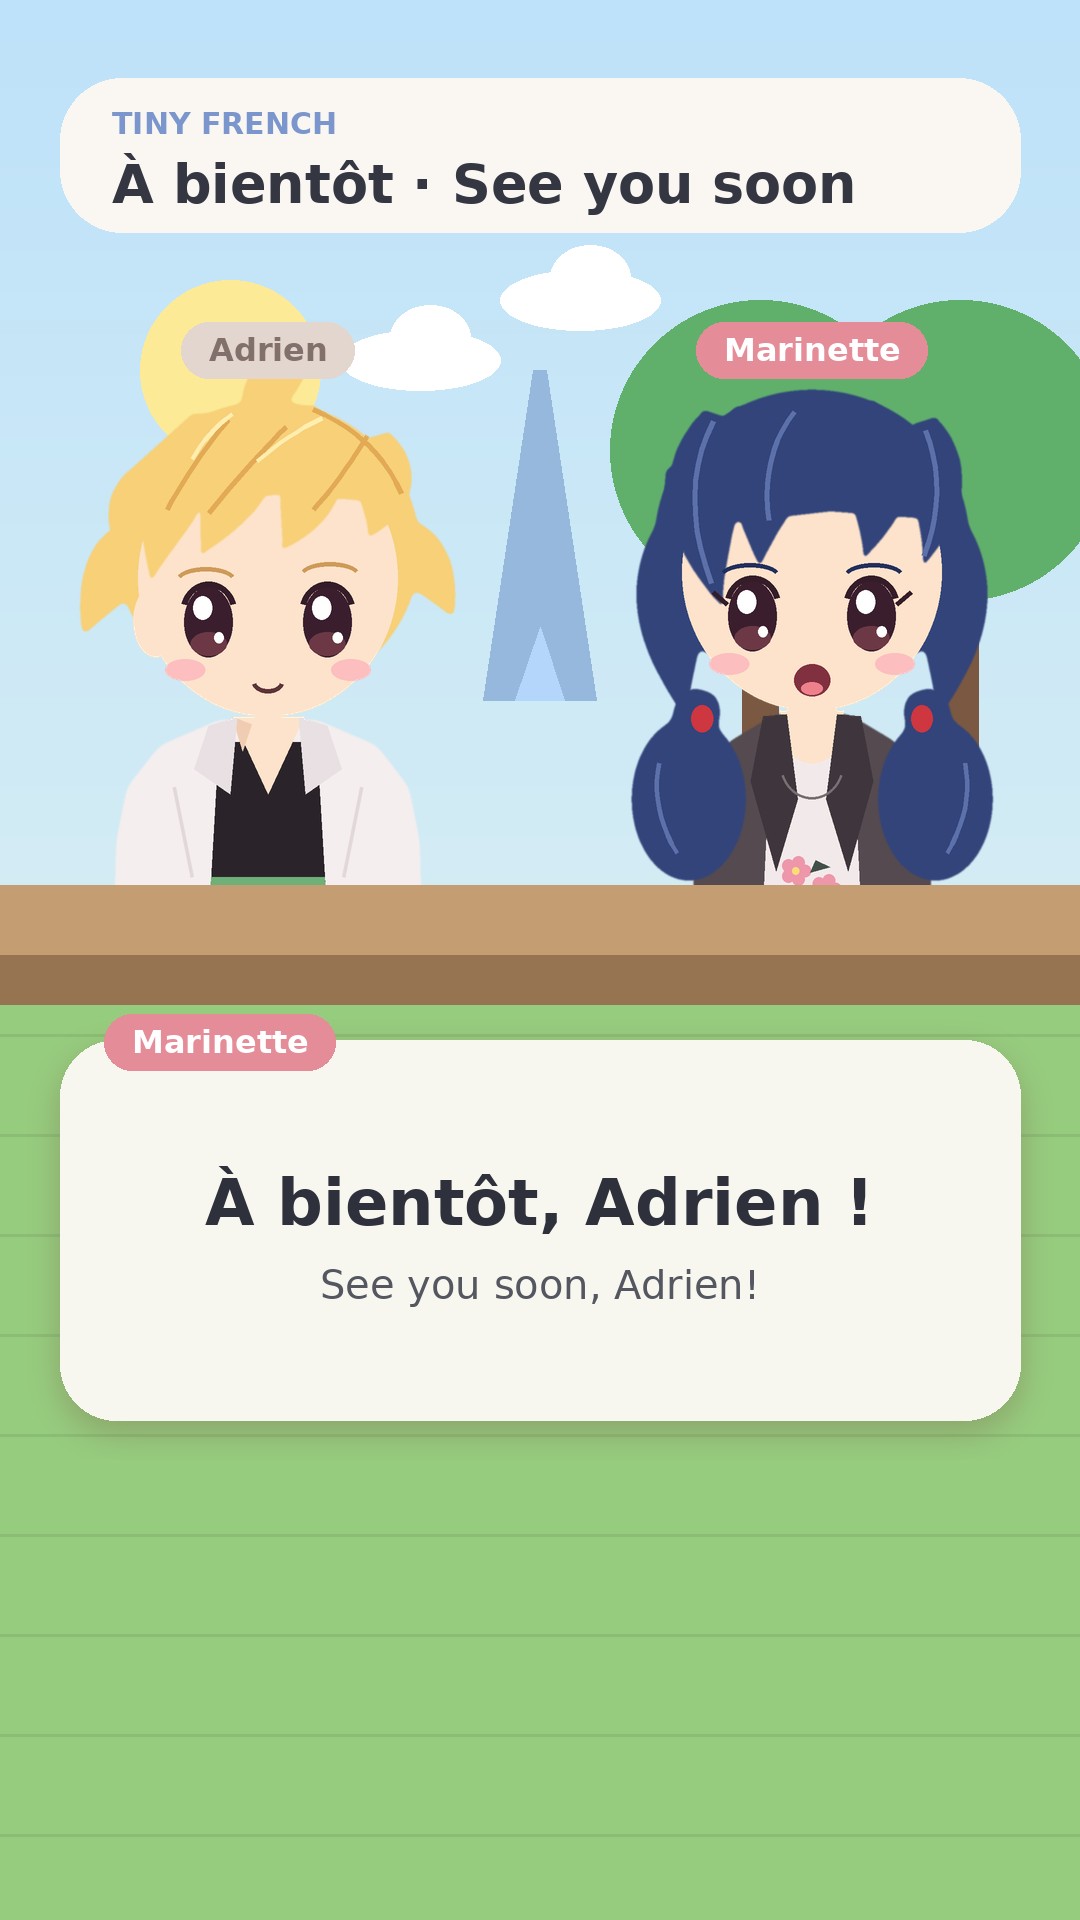 TINY FRENCH
À bientôt · See you soon
Adrien
Marinette
Marinette
À bientôt, Adrien !
See you soon, Adrien!